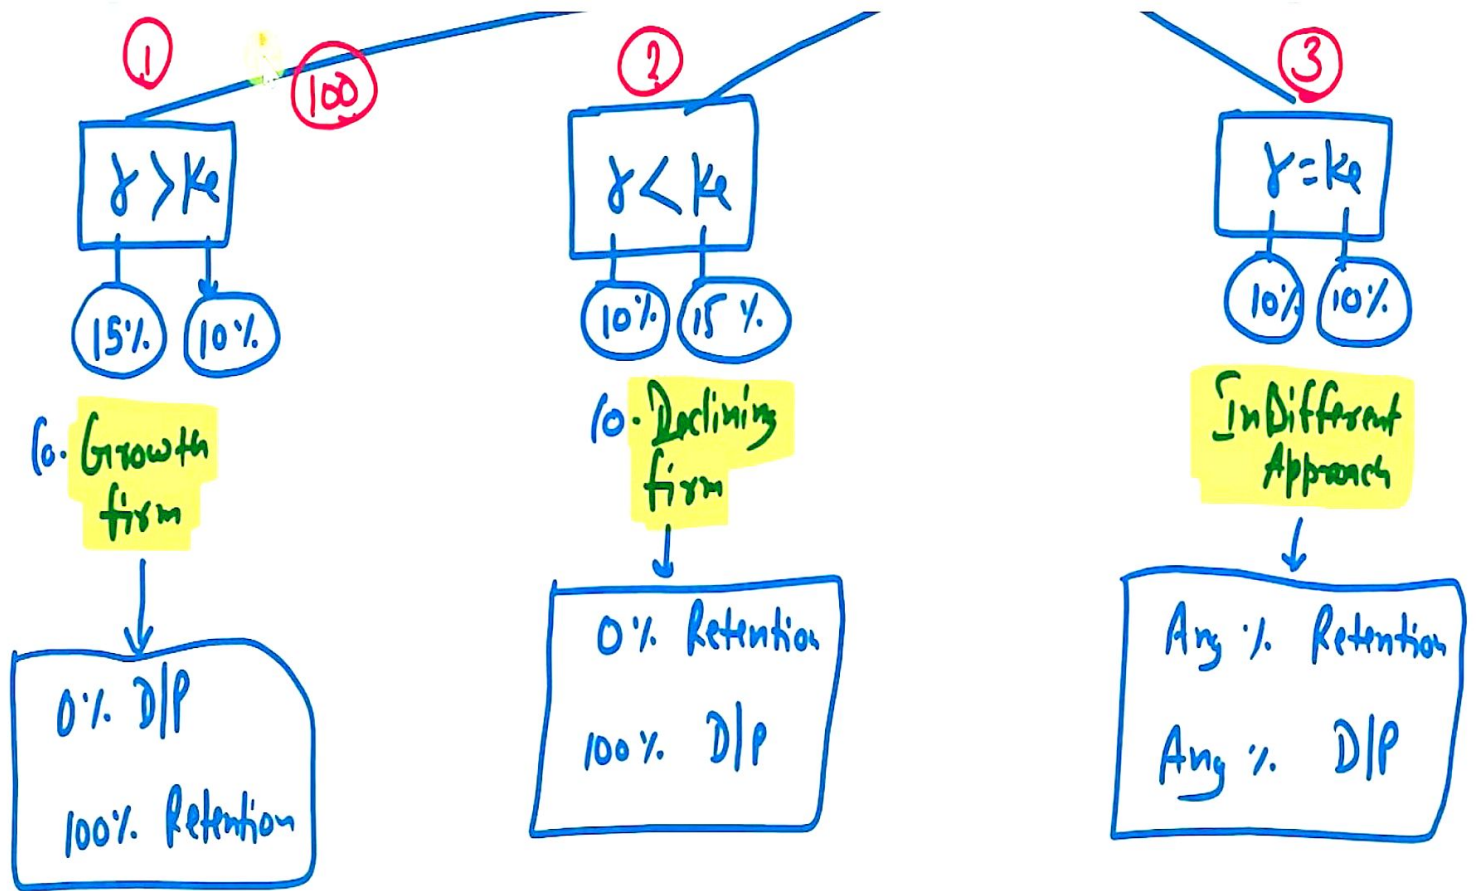 1
100
2
3
r > Ke
r < Ke
r = Ke
15% 10%
10% 15%
10% 10%
Co. Growth
firm
Co. Declining
firm
InDifferent
Approach
0% D/P
100% Retention
0% Retention
100% D/P
Any % Retention
Any % D/P